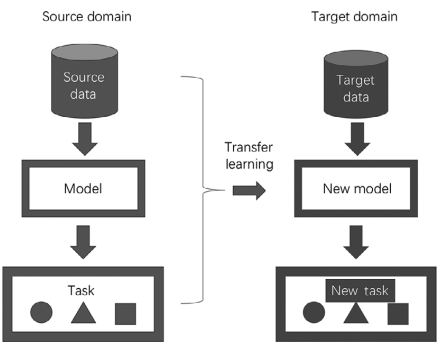 Source domain
Target domain
Source
data
Target
data
Transfer
learning
Model
New model
Task
New task